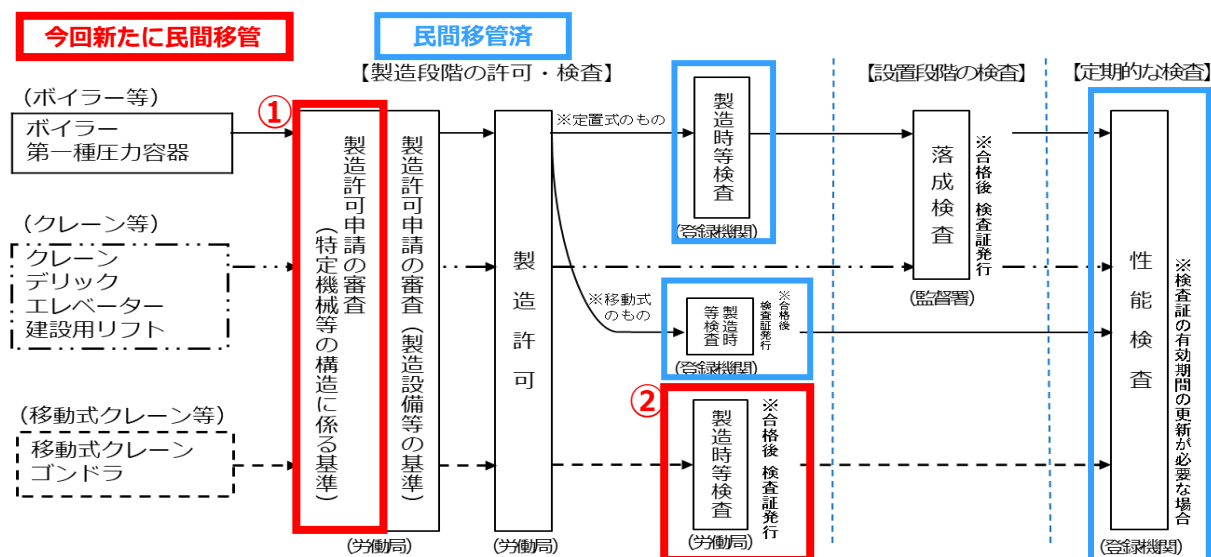 今回新たに民間移管
民間移管済
【製造段階の許可・検査】
【設置段階の検査】
【定期的な検査】
(ボイラー等)
ボイラー
第一種圧力容器
(クレーン等)
クレーン
デリック
エレベーター
建設用リフト
(移動式クレーン等)
移動式クレーン
ゴンドラ
①
製造許可申請の審査
(特定機械等の構造に係る基準)
製造許可申請の審査(製造設備等の基準)
(労働局)
製造許可
※定置式のもの
製造時等検査
(登録機関)
※移動式
のもの
製造時
等検査
※合格後
検査証発行
(登録機関)
②
製造時等検査
※合格後 検査証発行
(労働局)
落成検査
※合格後 検査証発行
(監督署)
性能検査
※検査証の有効期間の更新が必要な場合
(登録機関)